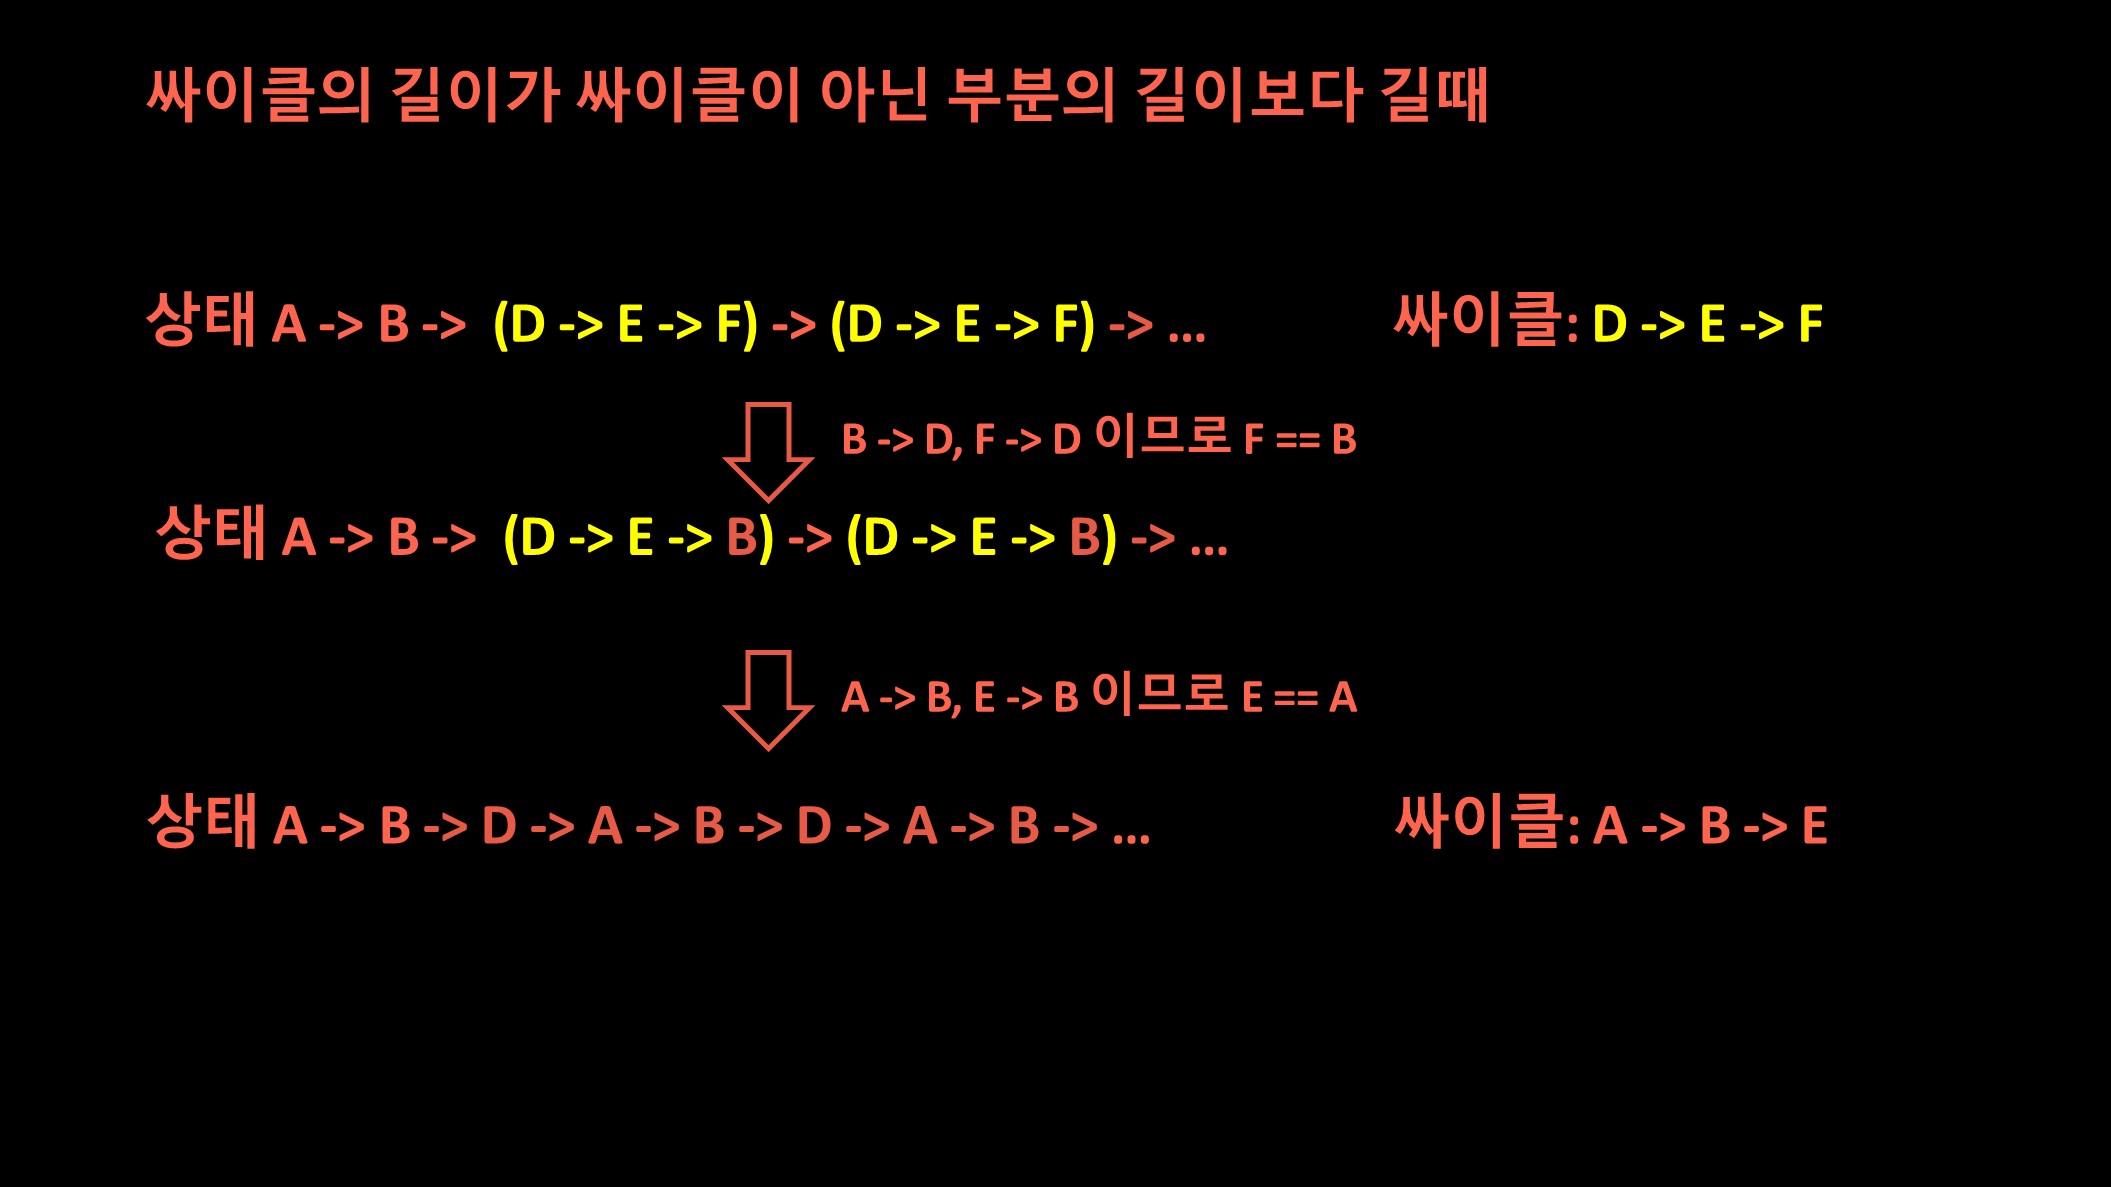 싸이클의 길이가 싸이클이 아닌 부분의 길이보다 길때
상태 A -> B -> (D -> E -> F) -> (D -> E -> F) -> ... 싸이클: D -> E -> F
B -> D, F -> D 이므로 F == B
상태 A -> B -> (D -> E -> B) -> (D -> E -> B) -> ...
A -> B, E -> B 이므로 E == A
상태 A -> B -> D -> A -> B -> D -> A -> B -> ... 싸이클: A -> B -> E